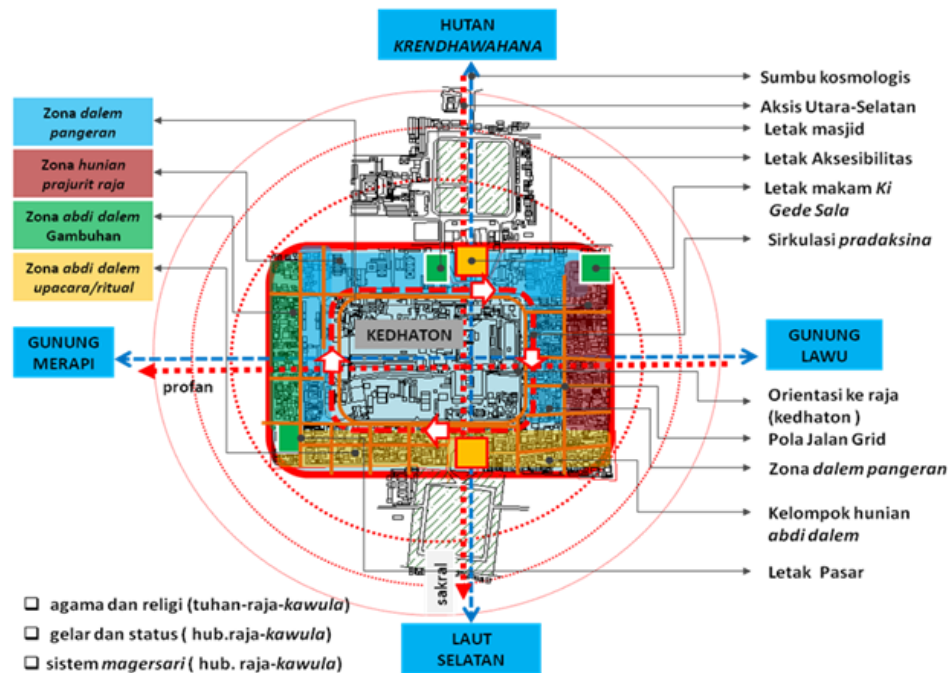 HUTAN
KRENDHAWAHANA
Zona dalem
pangeran
Zona hunian
prajurit raja
Zona abdi dalem
Gambuhan
Zona abdi dalem
upacara/ritual
Sumbu kosmologis
Aksis Utara-Selatan
Letak masjid
Letak Aksesibilitas
Letak makam Ki
Gede Sala
Sirkulasi pradaksina
KEDHATON
GUNUNG
MERAPI
profan
GUNUNG
LAWU
Orientasi ke raja
(kedhaton )
Pola Jalan Grid
Zona dalem pangeran
Kelompok hunian
abdi dalem
Letak Pasar
sakral
LAUT
SELATAN
❑ agama dan religi (tuhan-raja-kawula)
❑ gelar dan status ( hub.raja-kawula)
❑ sistem magersari ( hub. raja-kawula)